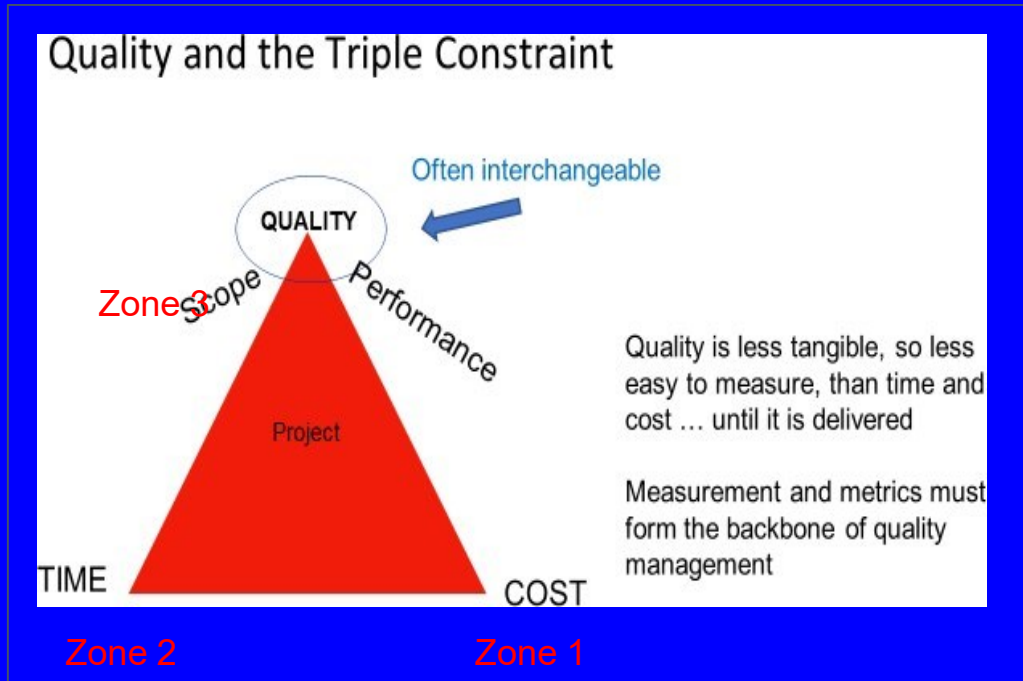 Quality and the Triple Constraint
Often interchangeable
QUALITY
Scope
Performance
Zone 3
Quality is less tangible, so less
easy to measure, than time and
cost … until it is delivered
Project
Measurement and metrics must
form the backbone of quality
management
TIME
COST
Zone 2
Zone 1